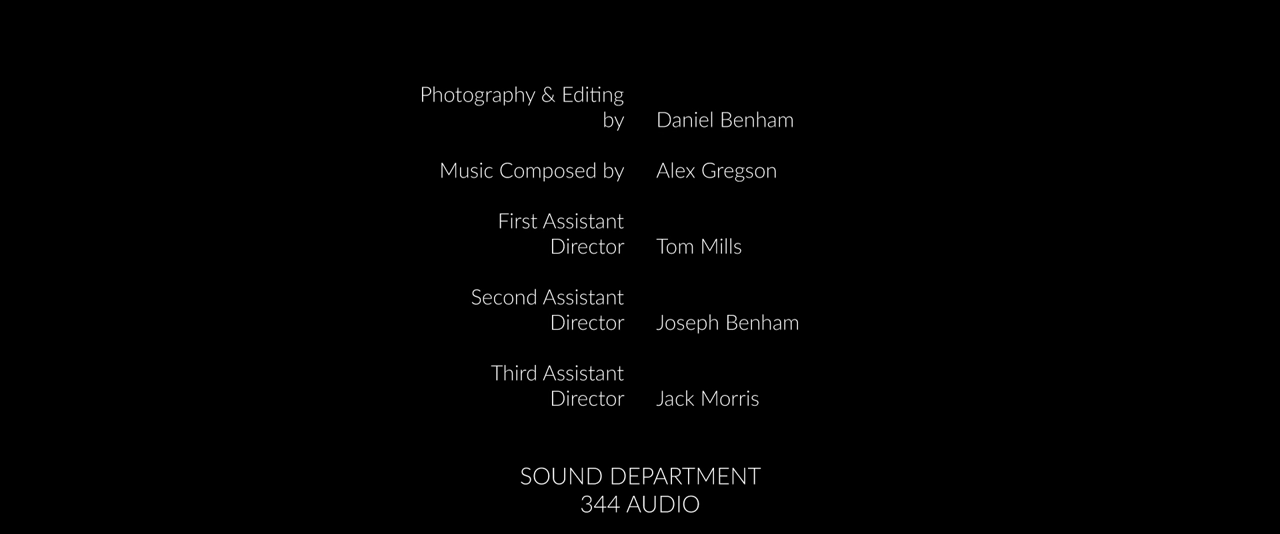 Photography & Editing
by Daniel Benham
Music Composed by Alex Gregson
First Assistant
Director Tom Mills
Second Assistant
Director Joseph Benham
Third Assistant
Director Jack Morris
SOUND DEPARTMENT
344 AUDIO